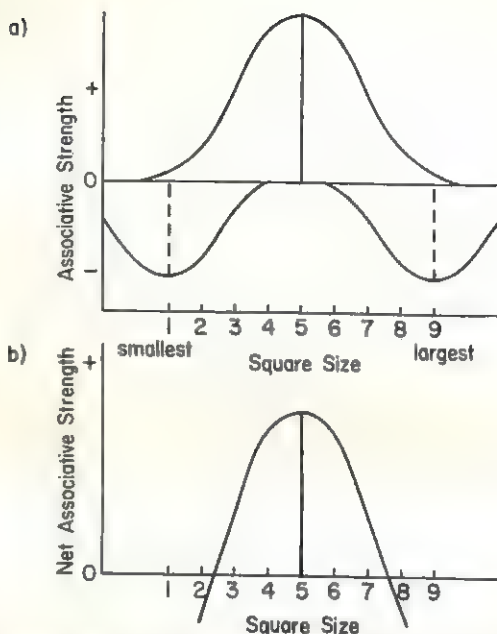 a)
+
Associative Strength
0
−
1 2 3 4 5 6 7 8 9
smallest Square Size largest
b)
+
Net Associative Strength
0
1 2 3 4 5 6 7 8 9
Square Size